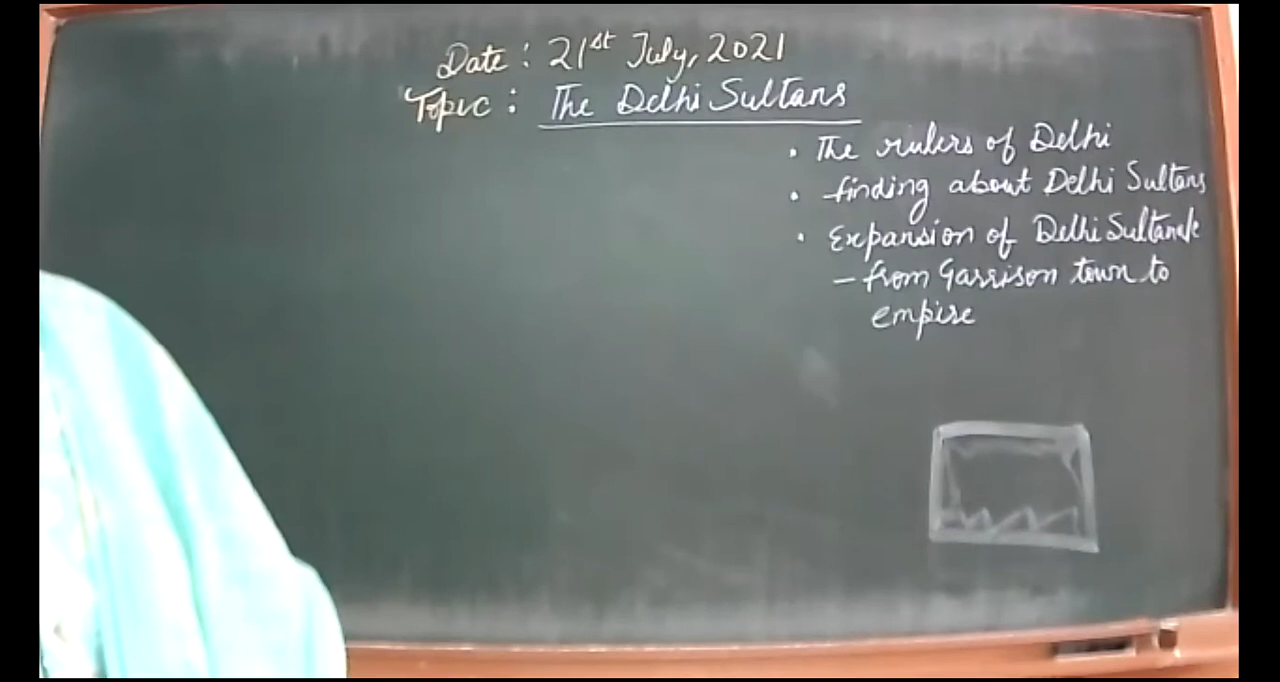 Date : 21st July, 2021
Topic : The Delhi Sultans
• The rulers of Delhi
• finding about Delhi Sultans
• Expansion of Delhi Sultanate
– from Garrison town to
empire